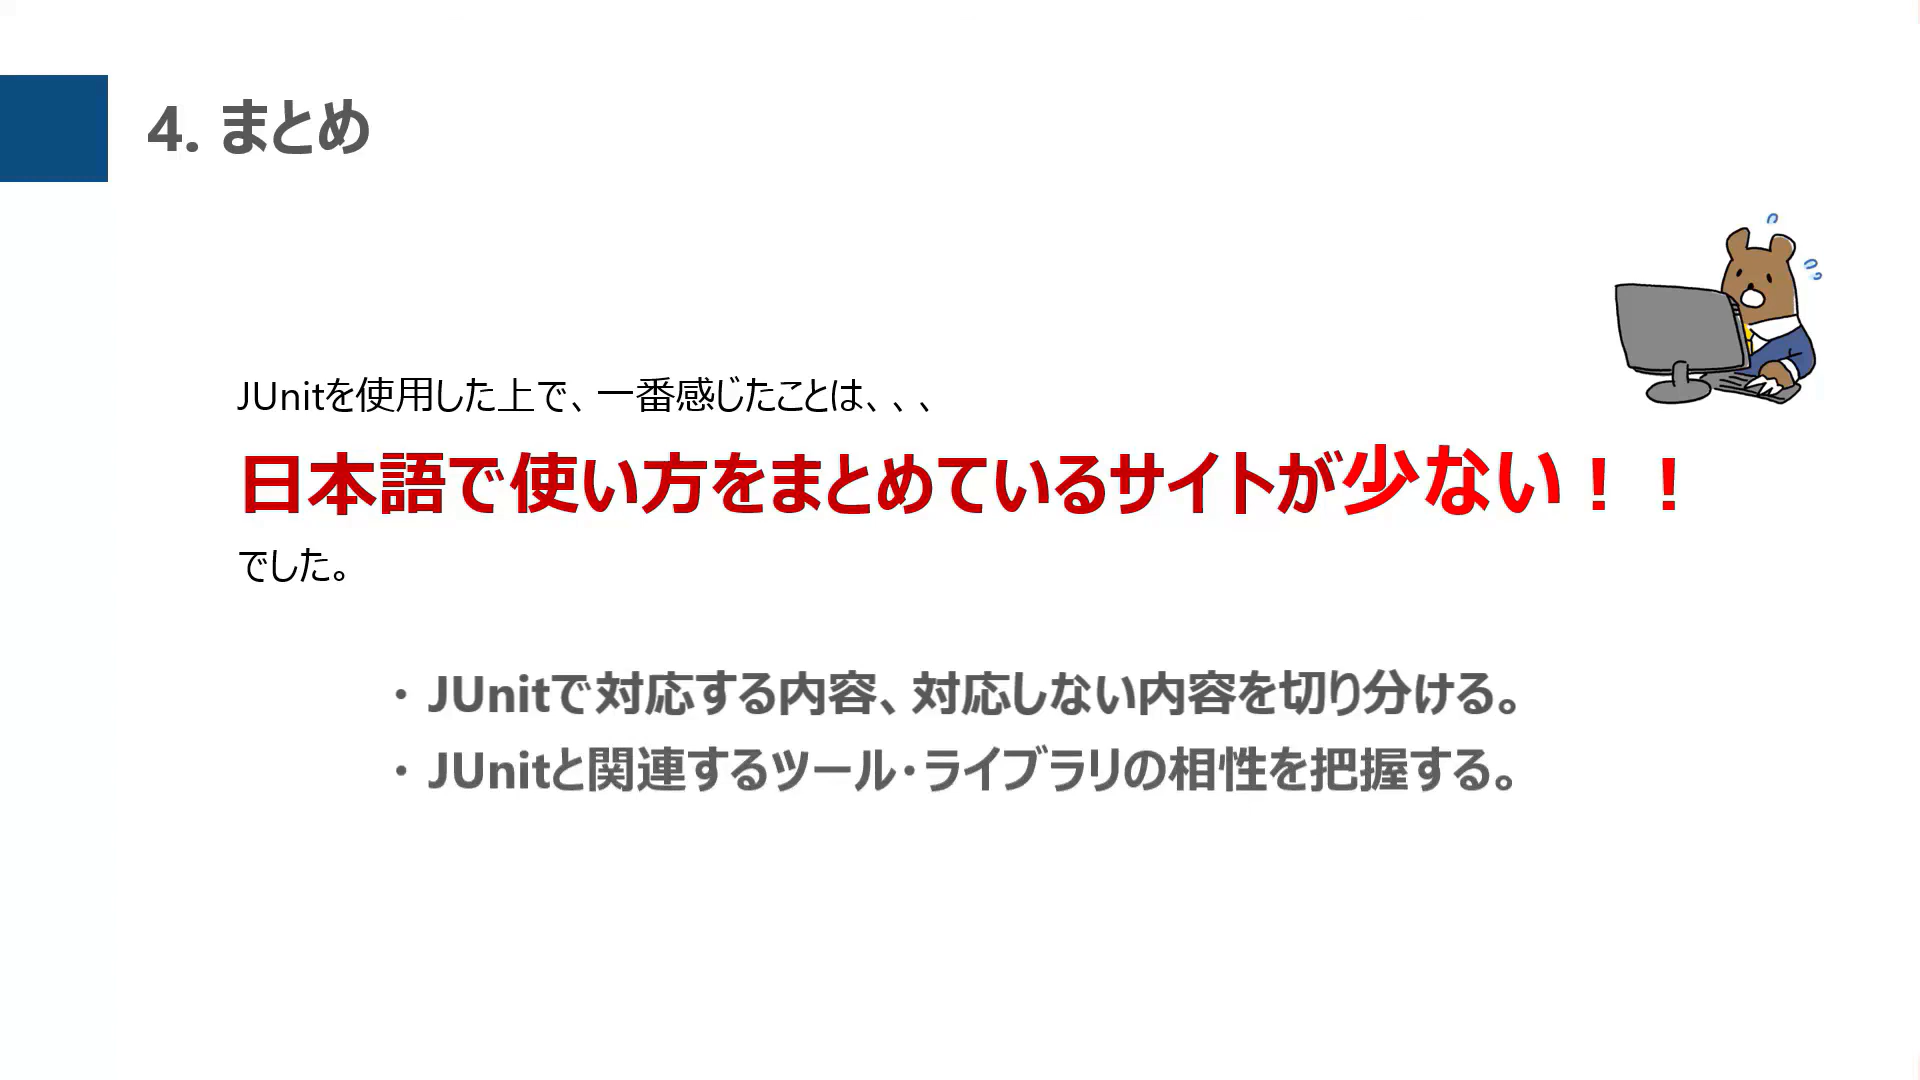 4. まとめ
JUnitを使用した上で、一番感じたことは、、、
日本語で使い方をまとめているサイトが少ない！！
でした。
・ JUnitで対応する内容、対応しない内容を切り分ける。
・ JUnitと関連するツール・ライブラリの相性を把握する。